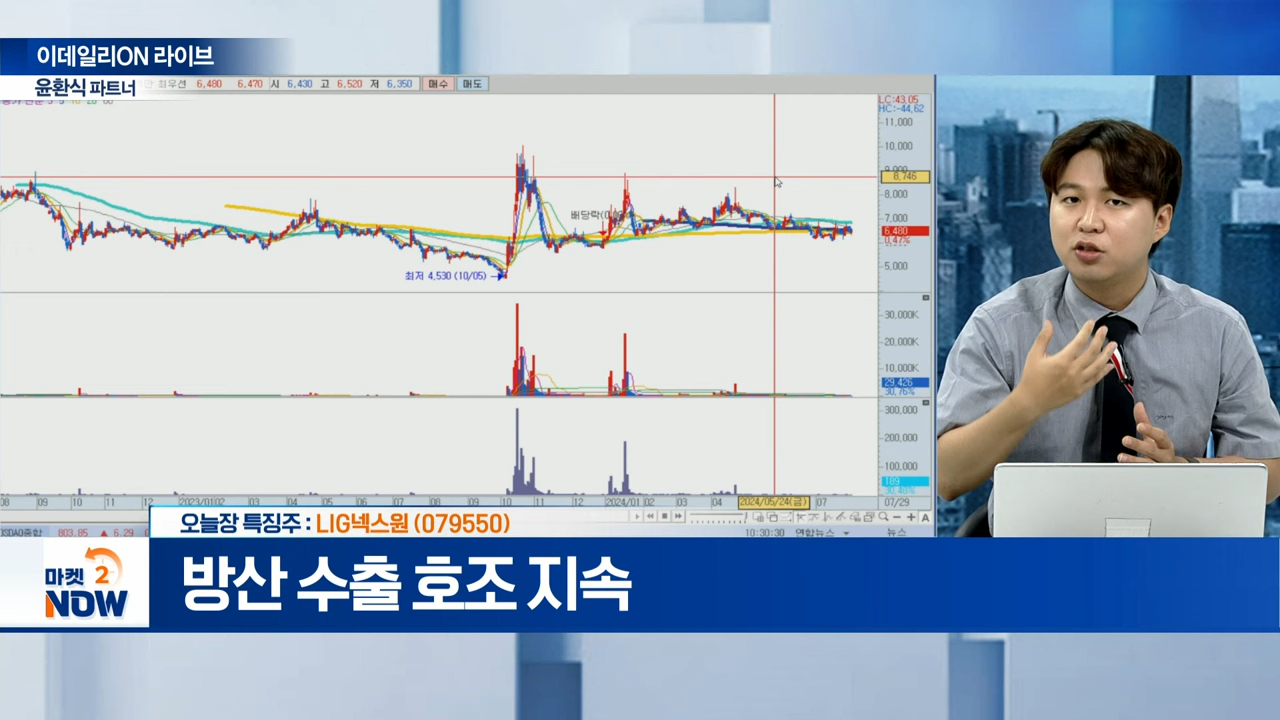 이데일리ON 라이브
윤환식 파트너
최우선 6,480 6,470 시 6,430 고 6,520 저 6,350 매수 매도
LC:43.05
HC:-44.62
11,000
10,000
9,000
8,746
8,000
7,000
6,480
0.47%
5,000
배당락
최저 4,530 (10/05)
30,000K
20,000K
10,000K
29,426
30.76%
300,000
200,000
100,000
189
08 09 10 11 12 2023/01 02 03 04 05 06 07 08 09 10 11 12 2024/01 02 03 04 2024/05/24(금) 07 07/29
803.85 ▲ 6.29 10:30:30 연합뉴스 뉴스
오늘장 특징주 : LIG넥스원 (079550)
마켓 2
NOW
방산 수출 호조 지속